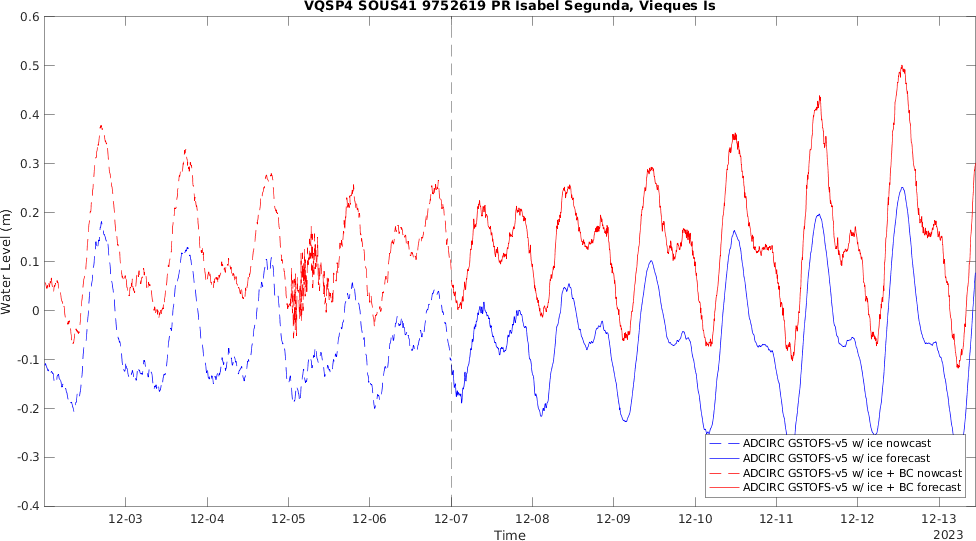 VQSP4 SOUS41 9752619 PR Isabel Segunda, Vieques Is
0.6
0.5
0.4
0.3
0.2
0.1
0
-0.1
-0.2
-0.3
-0.4
Water Level (m)
ADCIRC GSTOFS-v5 w/ ice nowcast
ADCIRC GSTOFS-v5 w/ ice forecast
ADCIRC GSTOFS-v5 w/ ice + BC nowcast
ADCIRC GSTOFS-v5 w/ ice + BC forecast
12-03 12-04 12-05 12-06 12-07 12-08 12-09 12-10 12-11 12-12 12-13
Time 2023